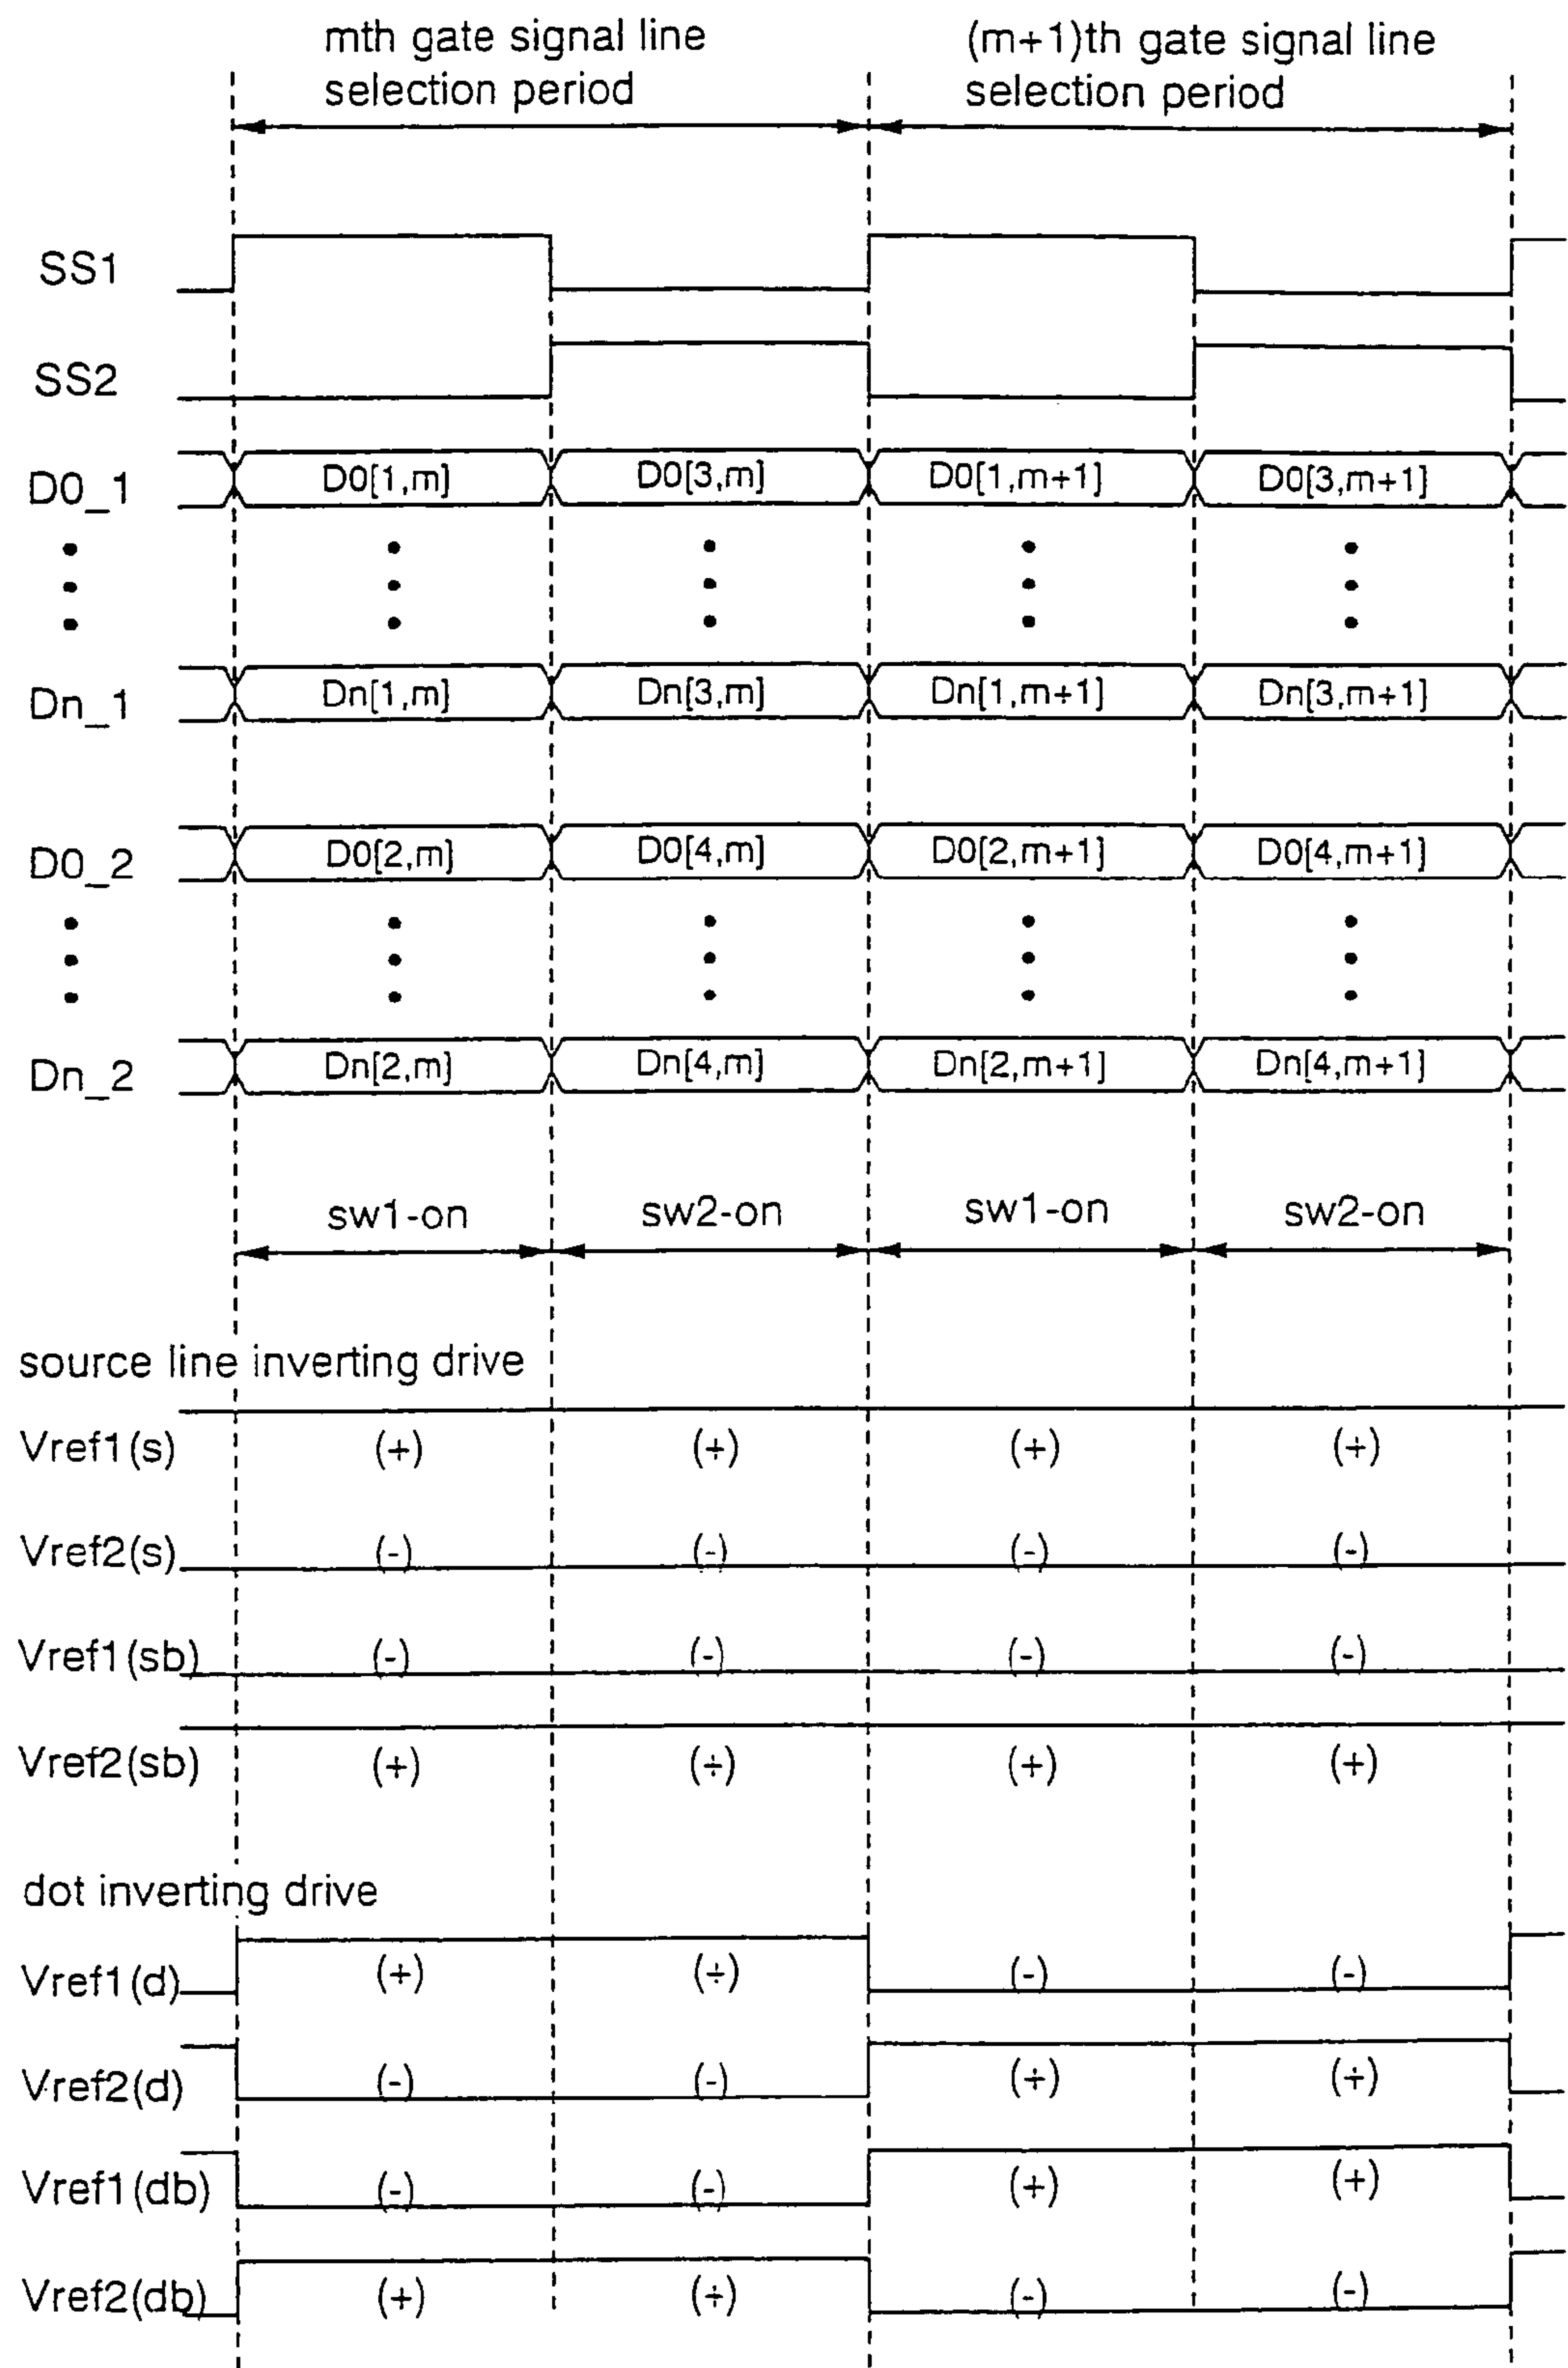 mth gate signal line
selection period
(m+1)th gate signal line
selection period
SS1
SS2
D0_1 D0[1,m] D0[3,m] D0[1,m+1] D0[3,m+1]
Dn_1 Dn[1,m] Dn[3,m] Dn[1,m+1] Dn[3,m+1]
D0_2 D0[2,m] D0[4,m] D0[2,m+1] D0[4,m+1]
Dn_2 Dn[2,m] Dn[4,m] Dn[2,m+1] Dn[4,m+1]
sw1-on sw2-on sw1-on sw2-on
source line inverting drive
Vref1(s) (+) (+) (+) (+)
Vref2(s) (-) (-) (-) (-)
Vref1(sb) (-) (-) (-) (-)
Vref2(sb) (+) (+) (+) (+)
dot inverting drive
Vref1(d) (+) (+) (-) (-)
Vref2(d) (-) (-) (+) (+)
Vref1(db) (-) (-) (+) (+)
Vref2(db) (+) (+) (-) (-)